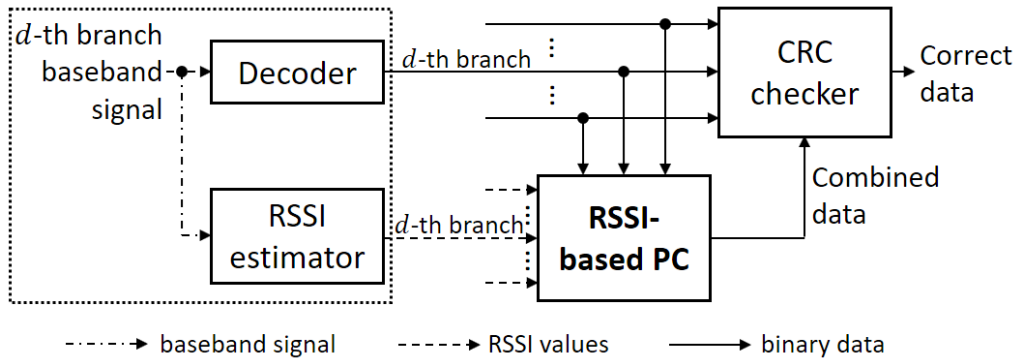 d-th branch
baseband
signal
Decoder
d-th branch
⋮
⋮
CRC
checker
Correct
data
RSSI
estimator
d-th branch
⋮
⋮
RSSI-
based PC
Combined
data
baseband signal
RSSI values
binary data